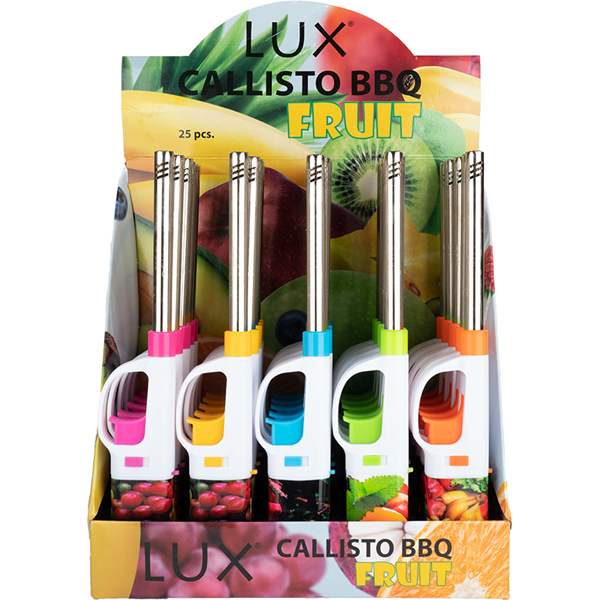 LUX®
CALLISTO BBQ
FRUIT
25 pcs.
LUX® CALLISTO BBQ
FRUIT